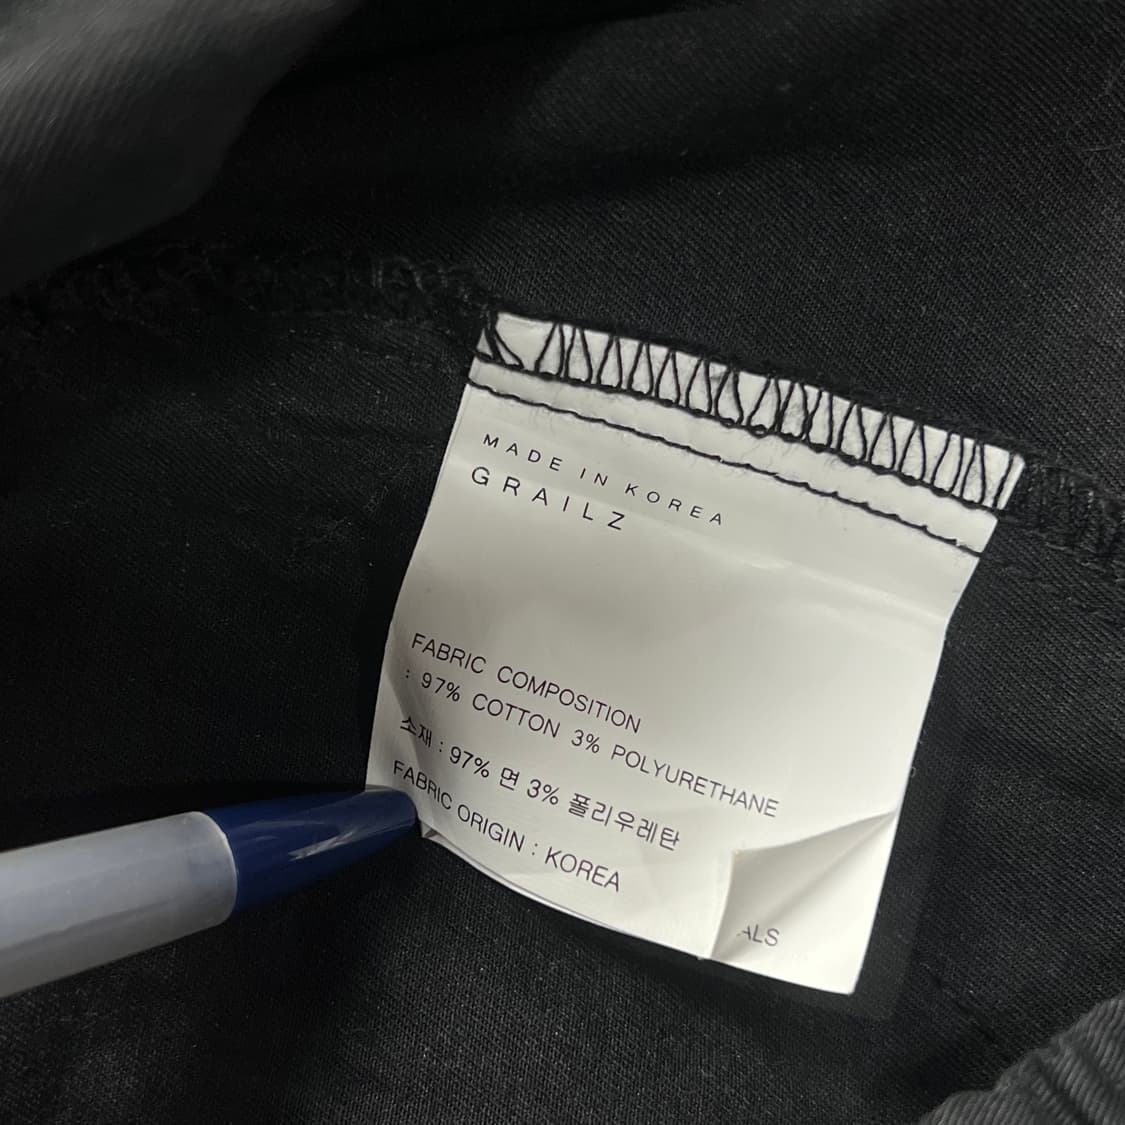 MADE IN KOREA
GRAILZ
FABRIC COMPOSITION
: 97% COTTON 3% POLYURETHANE
소재 : 97% 면 3% 폴리우레탄
FABRIC ORIGIN : KOREA